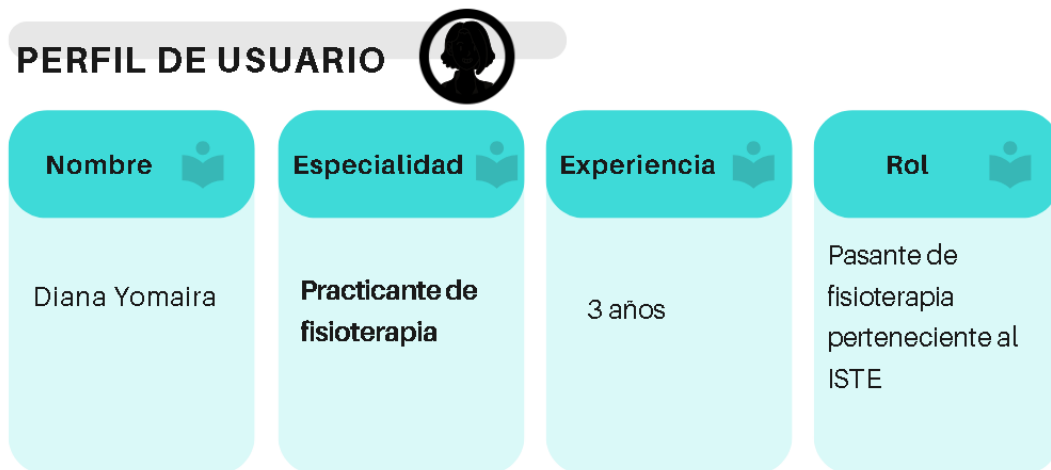 PERFIL DE USUARIO
Nombre
Especialidad
Experiencia
Rol
Diana Yomaira
Practicante de
fisioterapia
3 años
Pasante de
fisioterapia
perteneciente al
ISTE